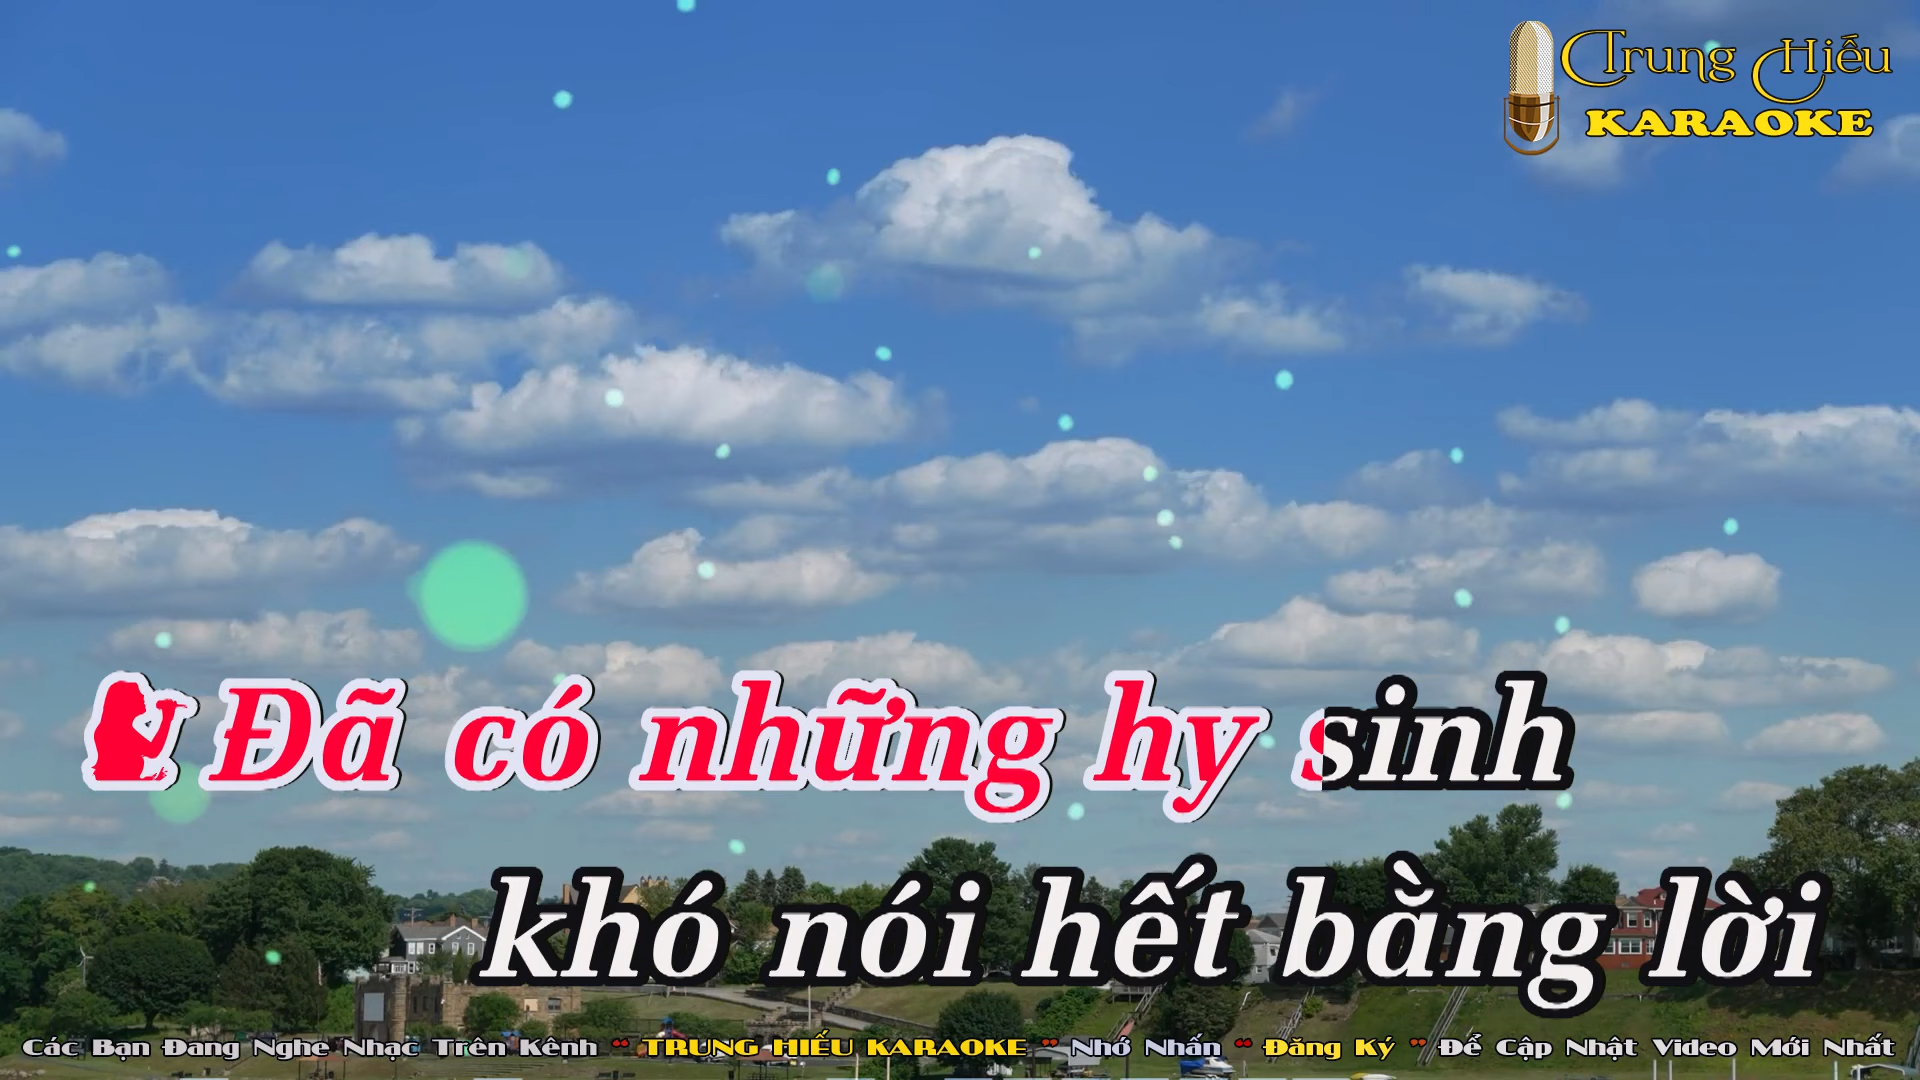 Trung Hiếu
KARAOKE
Đã có những hy sinh
khó nói hết bằng lời
Các Bạn Đang Nghe Nhạc Trên Kênh “ TRUNG HIẾU KARAOKE ” Nhớ Nhấn “ Đăng Ký ” Để Cập Nhật Video Mới Nhất